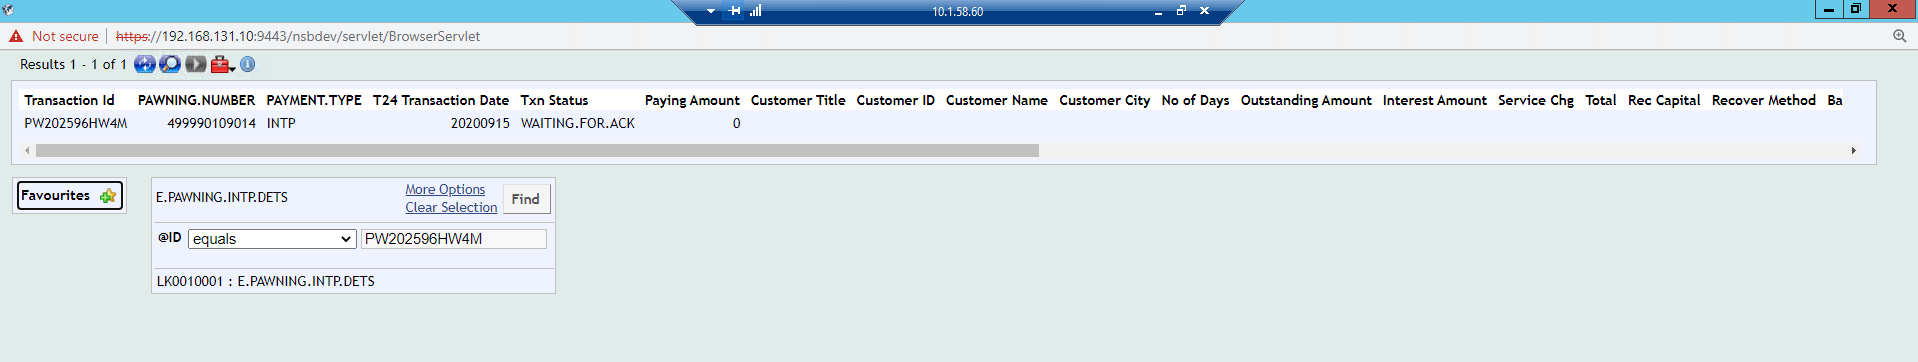 10.1.58.60
Not secure https://192.168.131.10:9443/nsbdev/servlet/BrowserServlet
Results 1 - 1 of 1
Transaction Id PAWNING.NUMBER PAYMENT.TYPE T24 Transaction Date Txn Status Paying Amount Customer Title Customer ID Customer Name Customer City No of Days Outstanding Amount Interest Amount Service Chg Total Rec Capital Recover Method Ba
PW202596HW4M 499990109014 INTP 20200915 WAITING.FOR.ACK 0
Favourites
E.PAWNING.INTP.DETS
More Options
Clear Selection
Find
@ID equals PW202596HW4M
LK0010001 : E.PAWNING.INTP.DETS